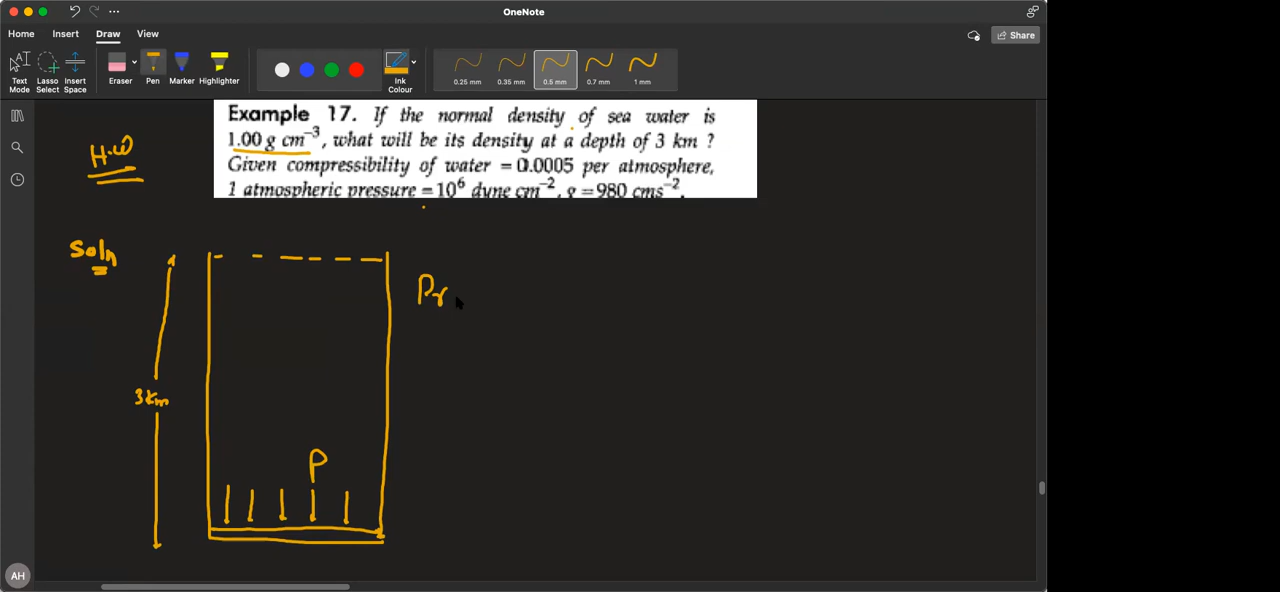 OneNote
Home Insert Draw View
Share
Text Mode Lasso Select Insert Space Eraser Pen Marker Highlighter Ink Colour 0.25 mm 0.35 mm 0.5 mm 0.7 mm 1 mm
Example 17. If the normal density of sea water is
1.00 g cm⁻³, what will be its density at a depth of 3 km ?
Given compressibility of water = 0.0005 per atmosphere,
1 atmospheric pressure = 10⁶ dyne cm⁻², g = 980 cms⁻².
H.W
Soln
Pr
3 km
P
AH